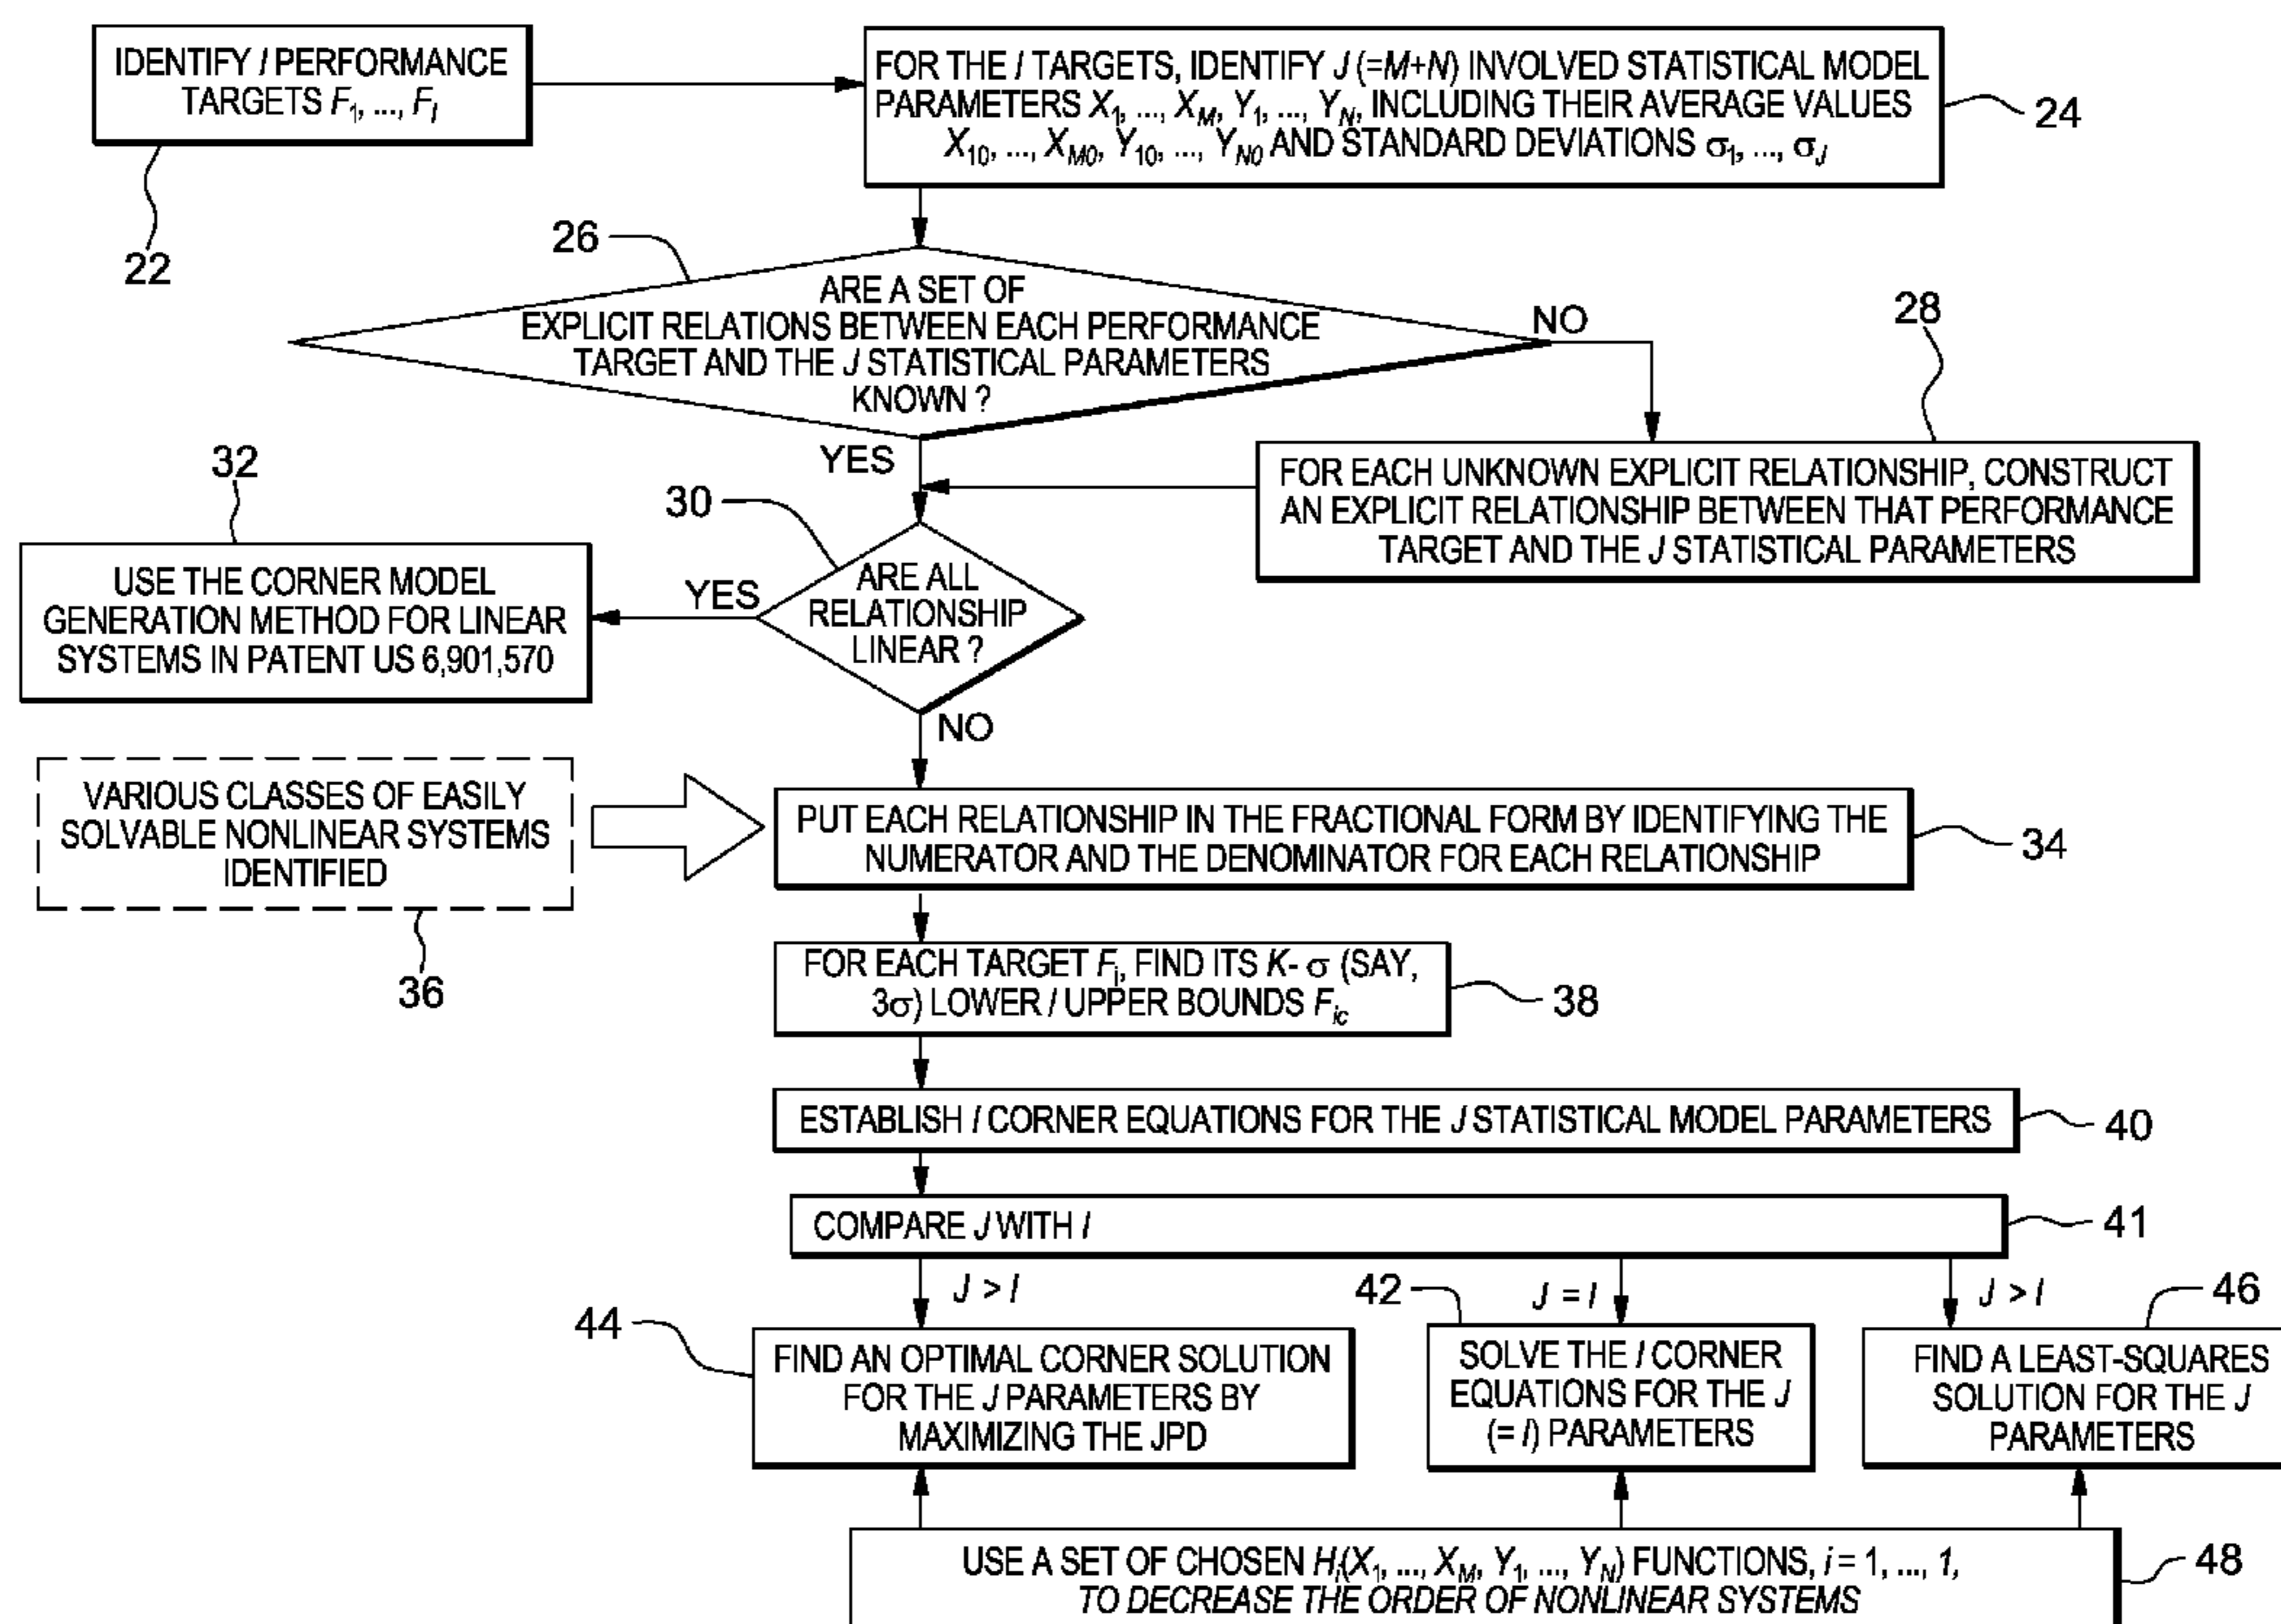 IDENTIFY I PERFORMANCE
TARGETS F1, ..., FI
22
FOR THE I TARGETS, IDENTIFY J (=M+N) INVOLVED STATISTICAL MODEL
PARAMETERS X1, ..., XM, Y1, ..., YN, INCLUDING THEIR AVERAGE VALUES
X10, ..., XM0, Y10, ..., YN0 AND STANDARD DEVIATIONS σ1, ..., σJ
24
26
ARE A SET OF
EXPLICIT RELATIONS BETWEEN EACH PERFORMANCE
TARGET AND THE J STATISTICAL PARAMETERS
KNOWN ?
NO
YES
28
FOR EACH UNKNOWN EXPLICIT RELATIONSHIP, CONSTRUCT
AN EXPLICIT RELATIONSHIP BETWEEN THAT PERFORMANCE
TARGET AND THE J STATISTICAL PARAMETERS
30
ARE ALL
RELATIONSHIP
LINEAR ?
YES
NO
32
USE THE CORNER MODEL
GENERATION METHOD FOR LINEAR
SYSTEMS IN PATENT US 6,901,570
VARIOUS CLASSES OF EASILY
SOLVABLE NONLINEAR SYSTEMS
IDENTIFIED
36
PUT EACH RELATIONSHIP IN THE FRACTIONAL FORM BY IDENTIFYING THE
NUMERATOR AND THE DENOMINATOR FOR EACH RELATIONSHIP
34
FOR EACH TARGET Fi, FIND ITS K- σ (SAY,
3σ) LOWER / UPPER BOUNDS Fic
38
ESTABLISH I CORNER EQUATIONS FOR THE J STATISTICAL MODEL PARAMETERS
40
COMPARE J WITH I
41
J > I
J = I
J > I
44
FIND AN OPTIMAL CORNER SOLUTION
FOR THE J PARAMETERS BY
MAXIMIZING THE JPD
42
SOLVE THE I CORNER
EQUATIONS FOR THE J
(= I) PARAMETERS
46
FIND A LEAST-SQUARES
SOLUTION FOR THE J
PARAMETERS
USE A SET OF CHOSEN Hi(X1, ..., XM, Y1, ..., YN) FUNCTIONS, i = 1, ..., 1,
TO DECREASE THE ORDER OF NONLINEAR SYSTEMS
48